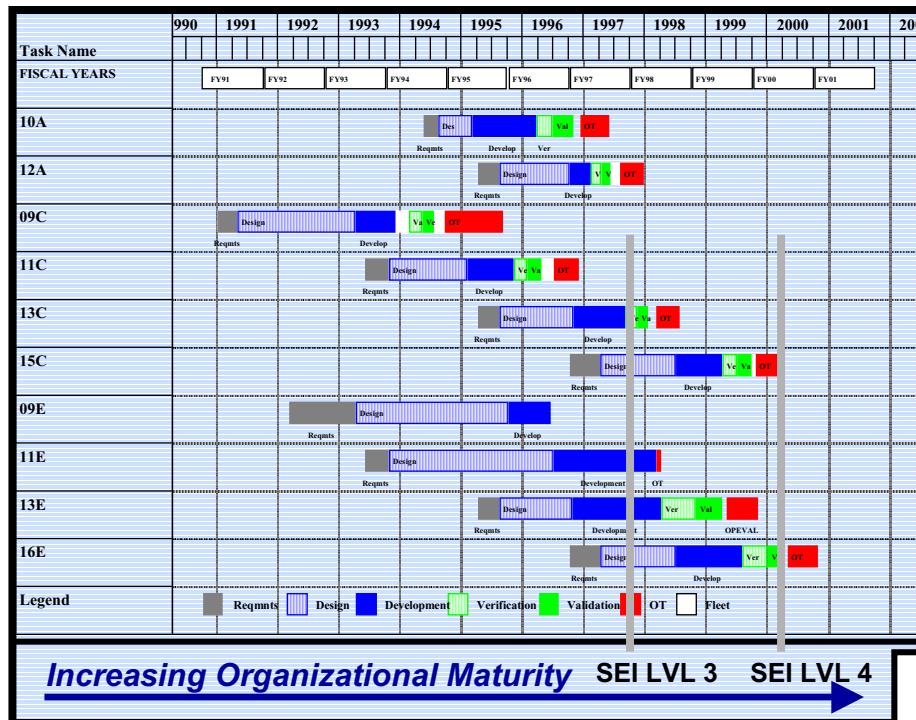 990 1991 1992 1993 1994 1995 1996 1997 1998 1999 2000 2001 200
Task Name
FISCAL YEARS FY91 FY92 FY93 FY94 FY95 FY96 FY97 FY98 FY99 FY00 FY01
10A Des Val OT
Reqmts Develop Ver
12A Design V V OT
Reqmts Develop
09C Design Va Ve OT
Reqmts Develop
11C Design Ve Va OT
Reqmts Develop
13C Design Va OT
Reqmts Develop
15C Design Ve Va OT
Reqmts Develop
09E Design
Reqmts Develop
11E Design
Reqmts Development OT
13E Design Ver Val
Reqmts Development OPEVAL
16E Design Ver V OT
Reqmts Develop
Legend Reqmnts Design Development Verification Validation OT Fleet
Increasing Organizational Maturity SEI LVL 3 SEI LVL 4